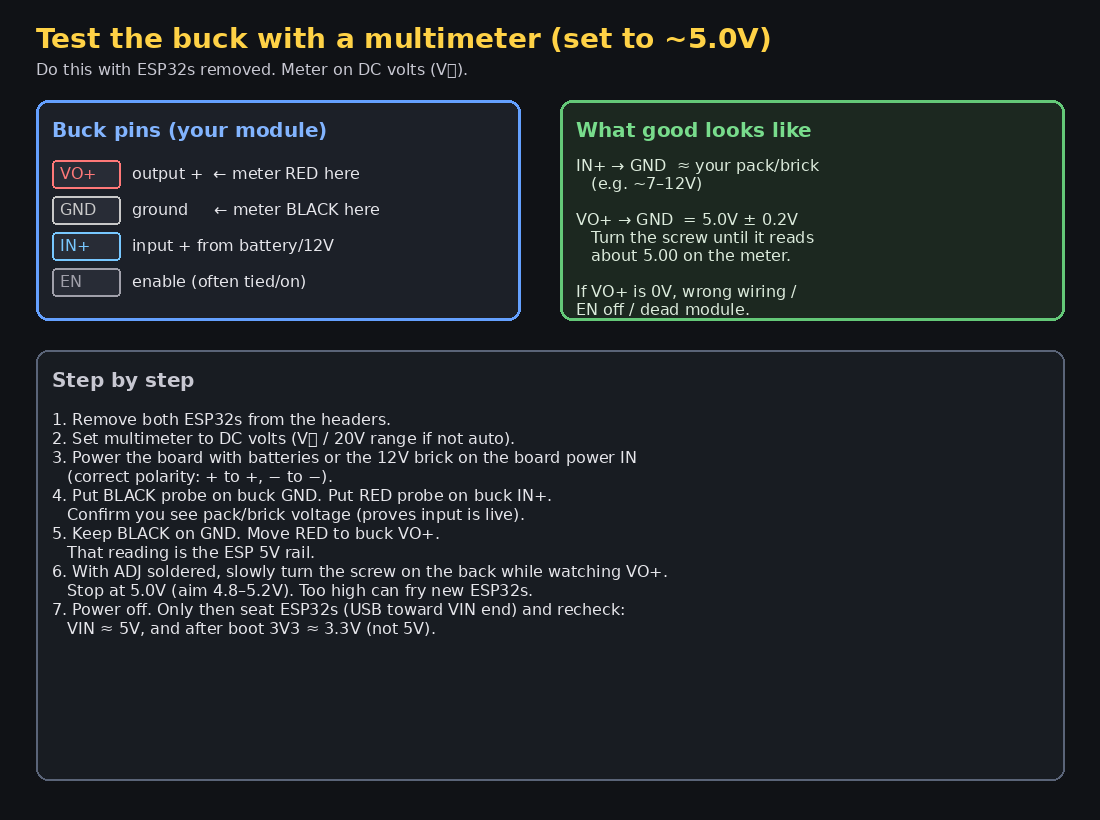 Test the buck with a multimeter (set to ~5.0V)
Do this with ESP32s removed. Meter on DC volts (V▯).
Buck pins (your module)
VO+ output + ← meter RED here
GND ground ← meter BLACK here
IN+ input + from battery/12V
EN enable (often tied/on)
What good looks like
IN+ → GND ≈ your pack/brick
(e.g. ~7–12V)
VO+ → GND = 5.0V ± 0.2V
Turn the screw until it reads
about 5.00 on the meter.
If VO+ is 0V, wrong wiring /
EN off / dead module.
Step by step
1. Remove both ESP32s from the headers.
2. Set multimeter to DC volts (V▯ / 20V range if not auto).
3. Power the board with batteries or the 12V brick on the board power IN
(correct polarity: + to +, − to −).
4. Put BLACK probe on buck GND. Put RED probe on buck IN+.
Confirm you see pack/brick voltage (proves input is live).
5. Keep BLACK on GND. Move RED to buck VO+.
That reading is the ESP 5V rail.
6. With ADJ soldered, slowly turn the screw on the back while watching VO+.
Stop at 5.0V (aim 4.8–5.2V). Too high can fry new ESP32s.
7. Power off. Only then seat ESP32s (USB toward VIN end) and recheck:
VIN ≈ 5V, and after boot 3V3 ≈ 3.3V (not 5V).